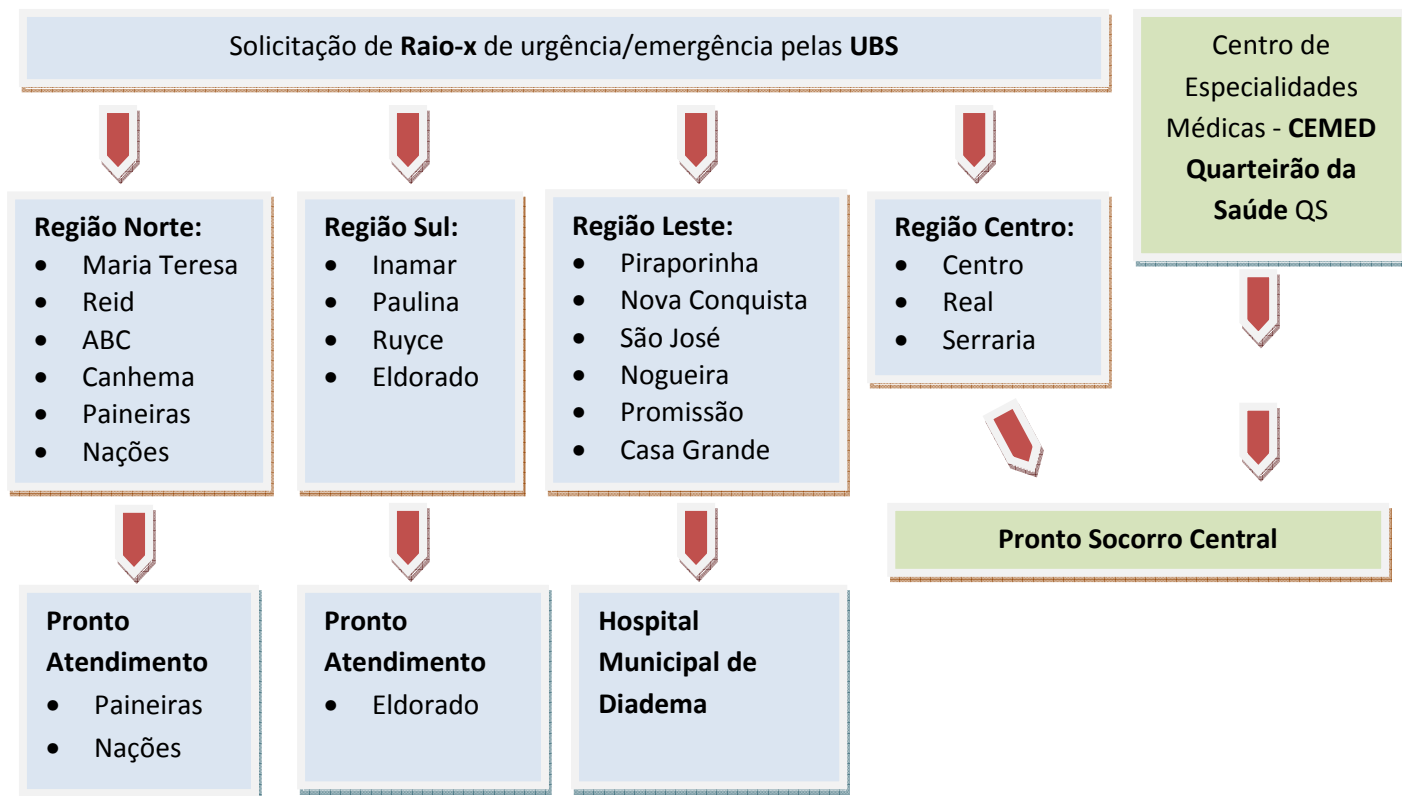 Solicitação de Raio-x de urgência/emergência pelas UBS
Centro de
Especialidades
Médicas - CEMED
Quarteirão da
Saúde QS
Região Norte:
• Maria Teresa
• Reid
• ABC
• Canhema
• Paineiras
• Nações
Região Sul:
• Inamar
• Paulina
• Ruyce
• Eldorado
Região Leste:
• Piraporinha
• Nova Conquista
• São José
• Nogueira
• Promissão
• Casa Grande
Região Centro:
• Centro
• Real
• Serraria
Pronto Socorro Central
Pronto
Atendimento
• Paineiras
• Nações
Pronto
Atendimento
• Eldorado
Hospital
Municipal de
Diadema